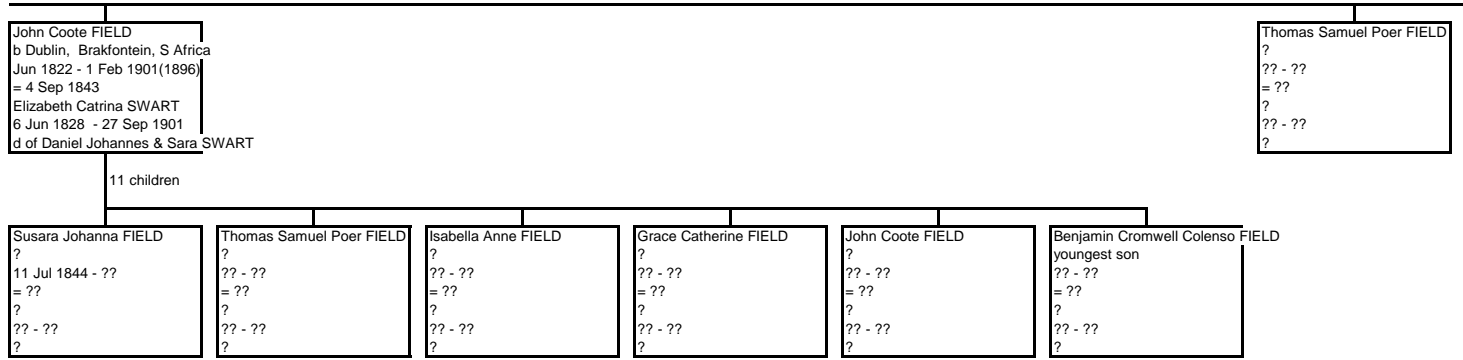 John Coote FIELD
b Dublin,  Brakfontein, S Africa
Jun 1822 - 1 Feb 1901(1896)
= 4 Sep 1843
Elizabeth Catrina SWART
6 Jun 1828  - 27 Sep 1901
d of Daniel Johannes & Sara SWART
Thomas Samuel Poer FIELD
?
?? - ??
= ??
?
?? - ??
?
11 children
Susara Johanna FIELD
?
11 Jul 1844 - ??
= ??
?
?? - ??
?
Thomas Samuel Poer FIELD
?
?? - ??
= ??
?
?? - ??
?
Isabella Anne FIELD
?
?? - ??
= ??
?
?? - ??
?
Grace Catherine FIELD
?
?? - ??
= ??
?
?? - ??
?
John Coote FIELD
?
?? - ??
= ??
?
?? - ??
?
Benjamin Cromwell Colenso FIELD
youngest son
?? - ??
= ??
?
?? - ??
?